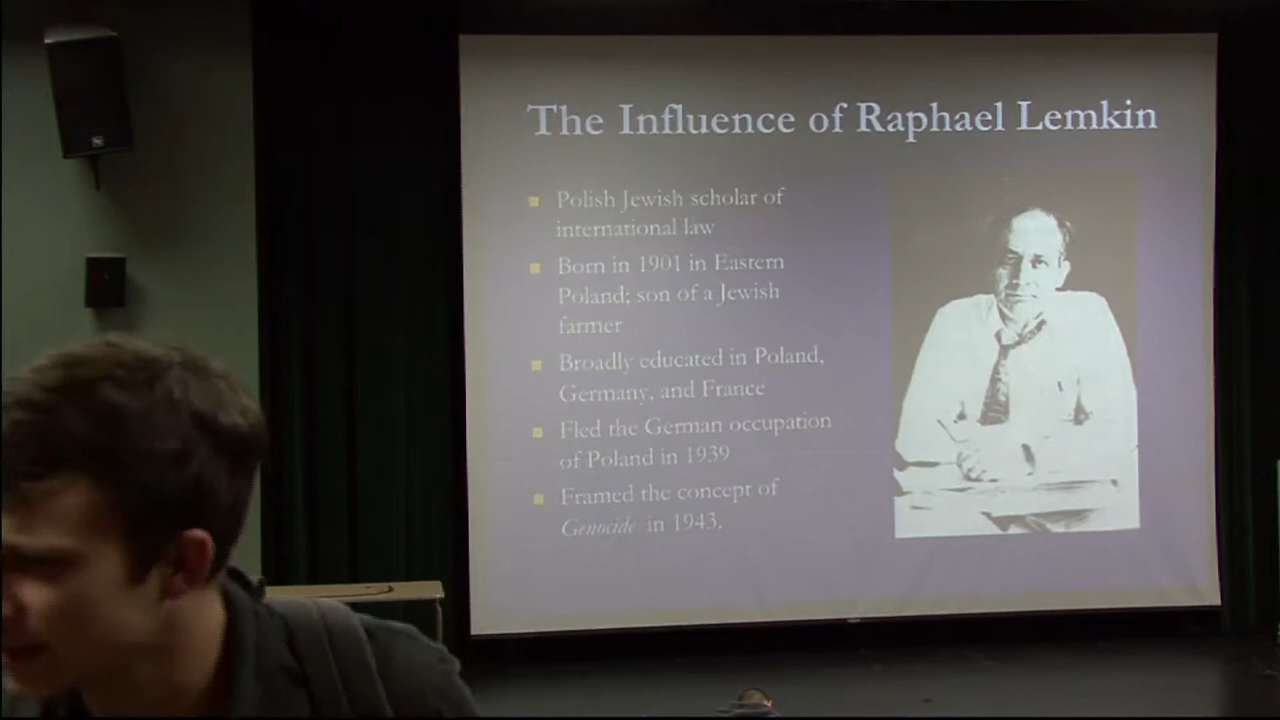 The Influence of Raphael Lemkin
Polish Jewish scholar of
international law
Born in 1901 in Eastern
Poland; son of a Jewish
farmer
Broadly educated in Poland,
Germany, and France
Fled the German occupation
of Poland in 1939
Framed the concept of
Genocide in 1943.